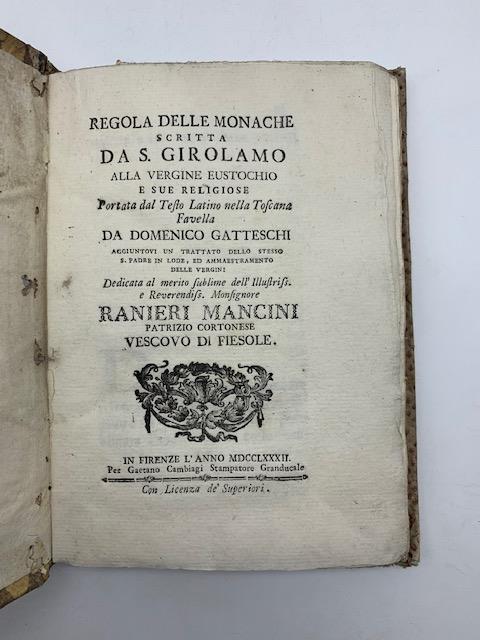 REGOLA DELLE MONACHE
SCRITTA
DA S. GIROLAMO
ALLA VERGINE EUSTOCHIO
E SUE RELIGIOSE
Portata dal Teſto Latino nella Toſcana
Favella
DA DOMENICO GATTESCHI
AGGIUNTOVI UN TRATTATO DELLO STESSO
S. PADRE IN LODE, ED AMMAESTRAMENTO
DELLE VERGINI
Dedicata al merito ſublime dell' Illuſtriſs.
e Reverendiſs. Monſignore
RANIERI MANCINI
PATRIZIO CORTONESE
VESCOVO DI FIESOLE.
IN FIRENZE L' ANNO MDCCLXXXII.
Per Gaetano Cambiagi Stampatore Granducale
Con Licenza de' Superiori.